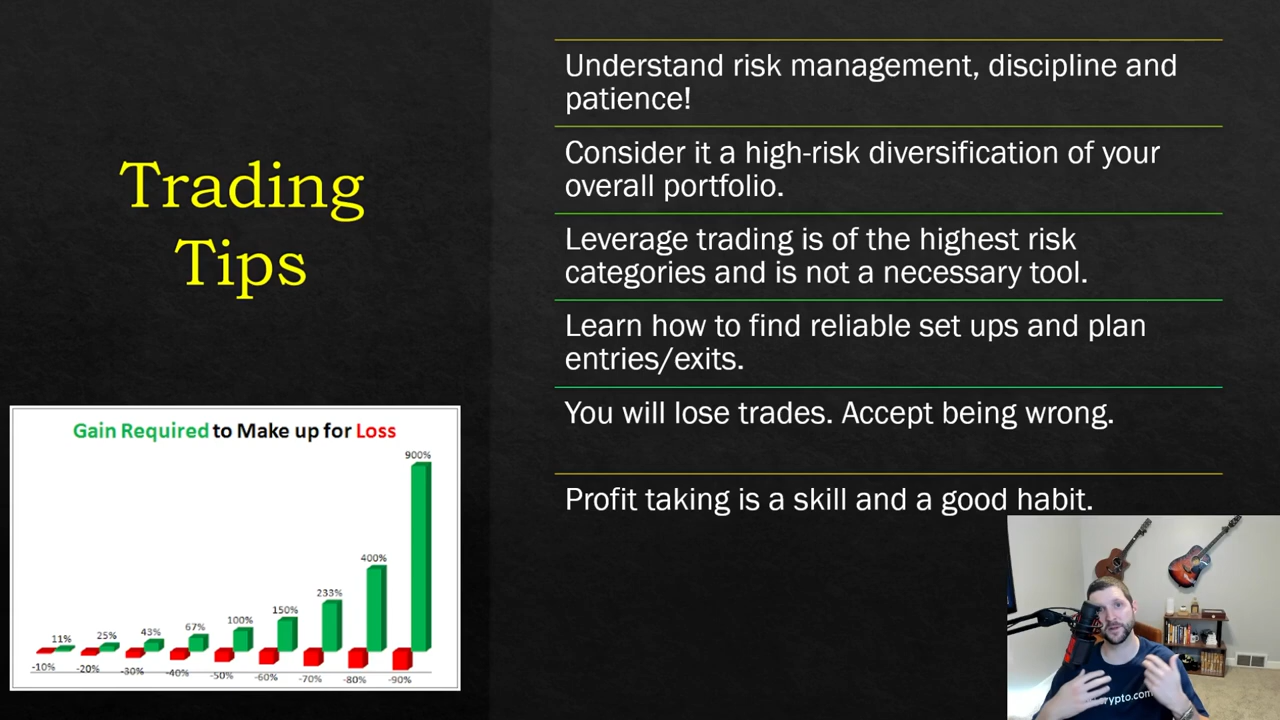 Trading
Tips
Understand risk management, discipline and
patience!
Consider it a high-risk diversification of your
overall portfolio.
Leverage trading is of the highest risk
categories and is not a necessary tool.
Learn how to find reliable set ups and plan
entries/exits.
You will lose trades. Accept being wrong.
Profit taking is a skill and a good habit.
Gain Required to Make up for Loss
900%
400%
233%
150%
100%
67%
43%
25%
11%
-10%
-20%
-30%
-40%
-50%
-60%
-70%
-80%
-90%